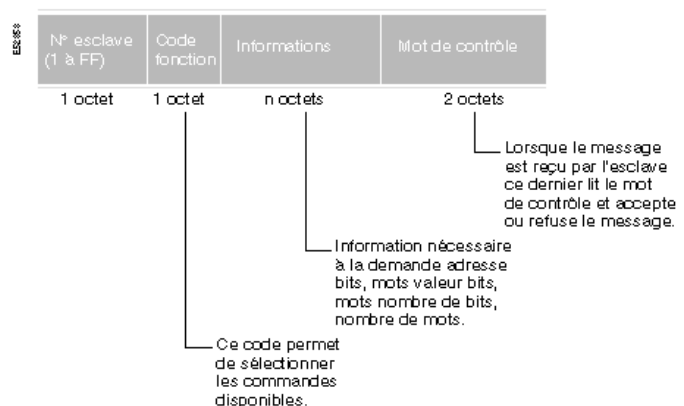 N° esclave
(1 à FF)
Code
fonction
Informations
Mot de contrôle
1 octet
1 octet
n octets
2 octets
Lorsque le message
est reçu par l'esclave
ce dernier lit le mot
de contrôle et accepte
ou refuse le message.
Information nécessaire
à la demande adresse
bits, mots valeur bits,
mots nombre de bits,
nombre de mots.
Ce code permet
de sélectionner
les commandes
disponibles.